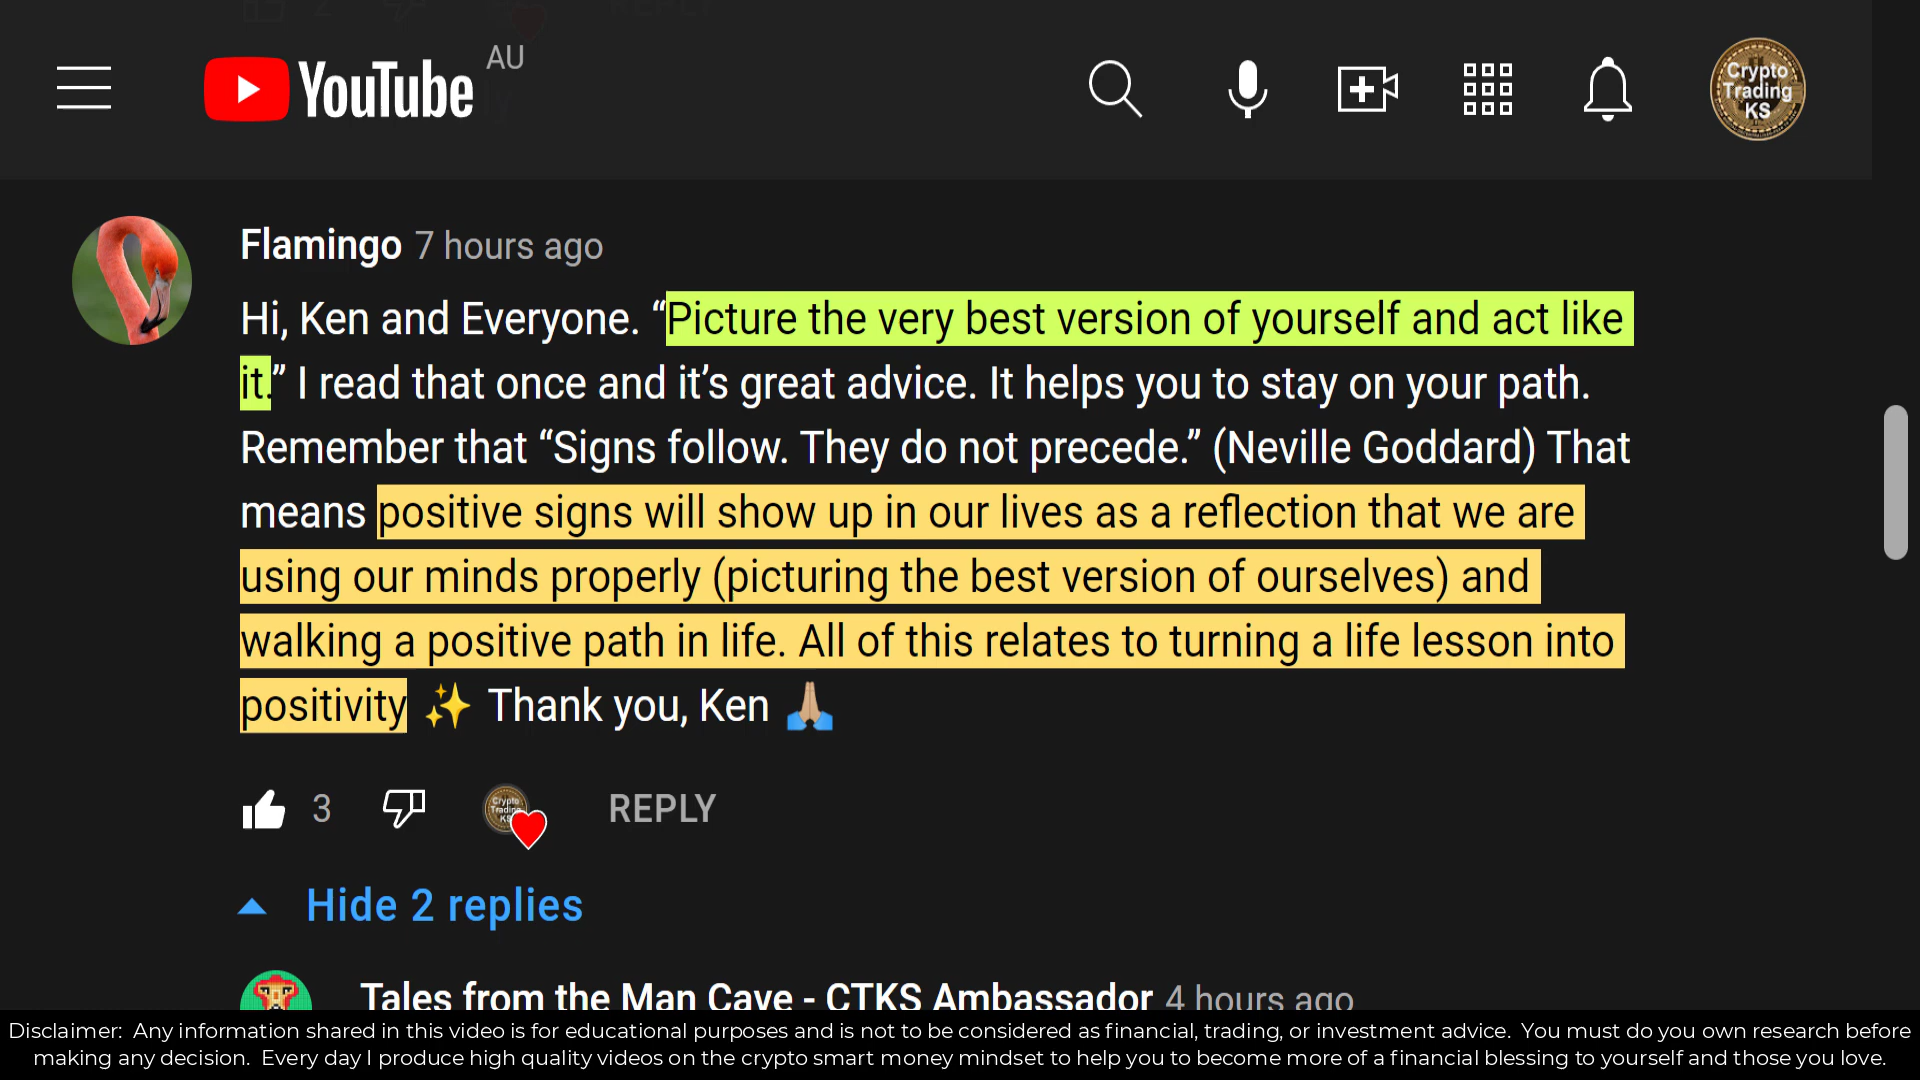 2 REPLY
AU
YouTube
Crypto
Trading
KS
Flamingo 7 hours ago
Hi, Ken and Everyone. “Picture the very best version of yourself and act like
it.” I read that once and it’s great advice. It helps you to stay on your path.
Remember that “Signs follow. They do not precede.” (Neville Goddard) That
means positive signs will show up in our lives as a reflection that we are
using our minds properly (picturing the best version of ourselves) and
walking a positive path in life. All of this relates to turning a life lesson into
positivity ✨ Thank you, Ken 🙏🏼
3 REPLY
Crypto
Trading
KS
Hide 2 replies
Tales from the Man Cave - CTKS Ambassador 4 hours ago
Disclaimer: Any information shared in this video is for educational purposes and is not to be considered as financial, trading, or investment advice. You must do you own research before
making any decision. Every day I produce high quality videos on the crypto smart money mindset to help you to become more of a financial blessing to yourself and those you love.